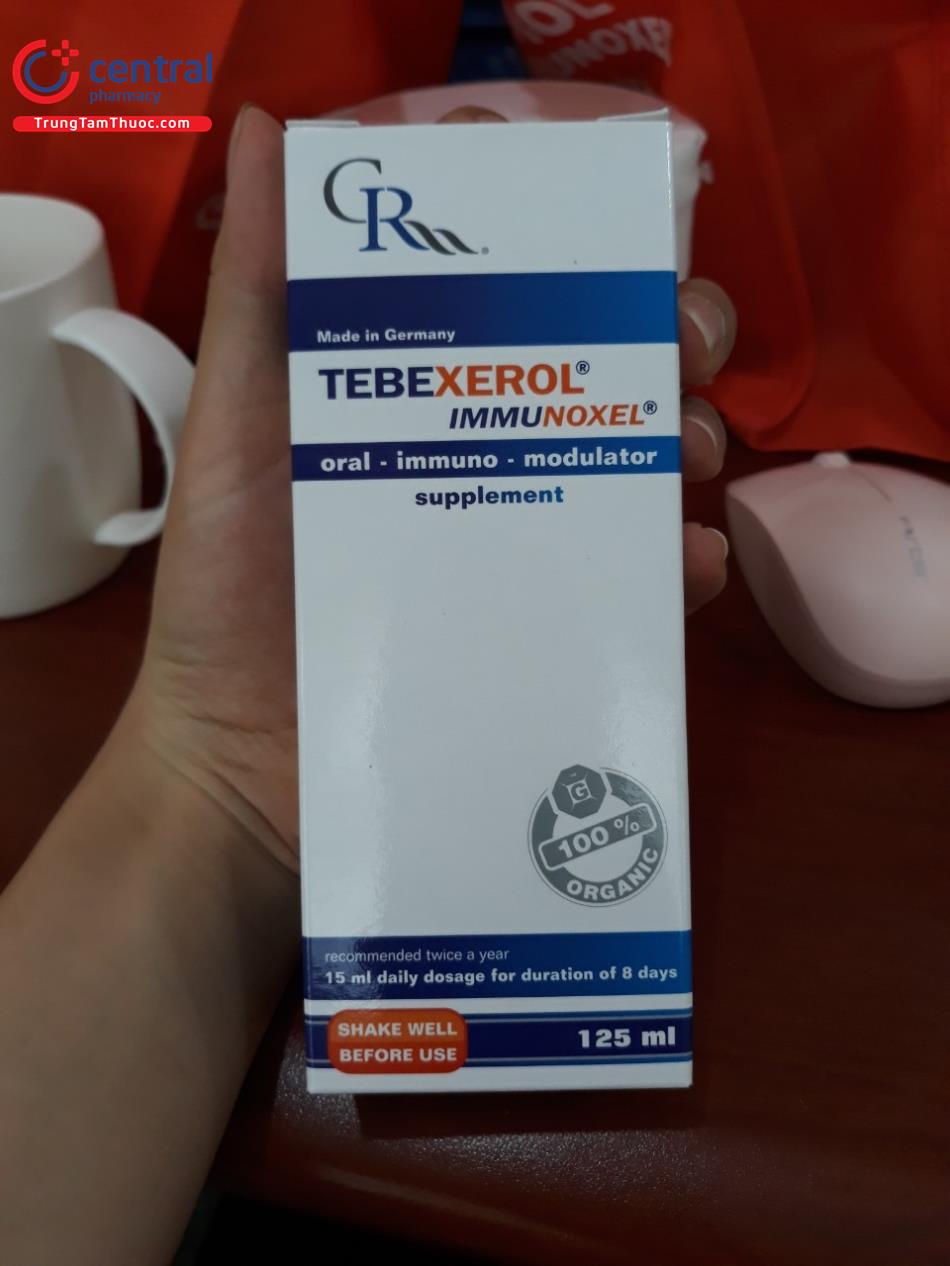 central
pharmacy
TrungTamThuoc.com
CR
Made in Germany
TEBEXEROL®
IMMUNOXEL®
oral - immuno - modulator
supplement
G
100 %
ORGANIC
recommended twice a year
15 ml daily dosage for duration of 8 days
SHAKE WELL
BEFORE USE
125 ml